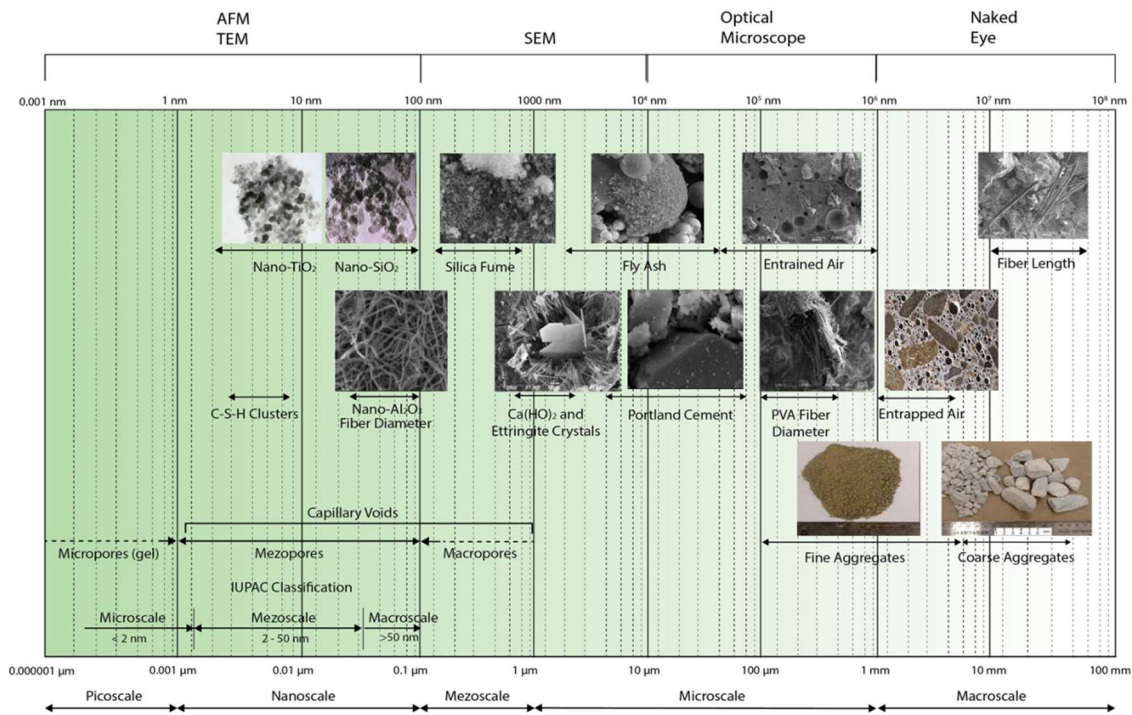 AFM
TEM
SEM
Optical
Microscope
Naked
Eye
0.001 nm
1 nm
10 nm
100 nm
1000 nm
10⁴ nm
10⁵ nm
10⁶ nm
10⁷ nm
10⁸ nm
Nano-TiO₂
Nano-SiO₂
Silica Fume
Fly Ash
Entrained Air
Fiber Length
C-S-H Clusters
Nano-Al₂O₃
Fiber Diameter
Ca(HO)₂ and
Ettringite Crystals
Portland Cement
PVA Fiber
Diameter
Entrapped Air
Capillary Voids
Micropores (gel)
Mezopores
Macropores
Fine Aggregates
Coarse Aggregates
IUPAC Classification
Microscale
< 2 nm
Mezoscale
2 - 50 nm
Macroscale
>50 nm
0.000001 µm
0.001 µm
0.01 µm
0.1 µm
1 µm
10 µm
100 µm
1 mm
10 mm
100 mm
Picoscale
Nanoscale
Mezoscale
Microscale
Macroscale